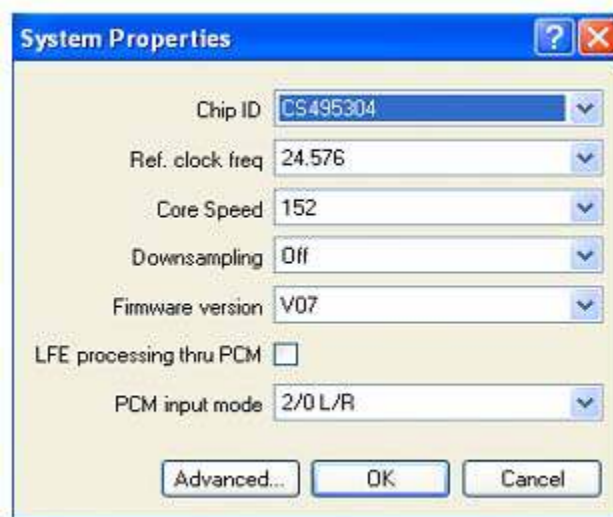 System Properties
Chip ID CS495304
Ref. clock freq 24.576
Core Speed 152
Downsampling Off
Firmware version V07
LFE processing thru PCM
PCM input mode 2/0 L/R
Advanced... OK Cancel